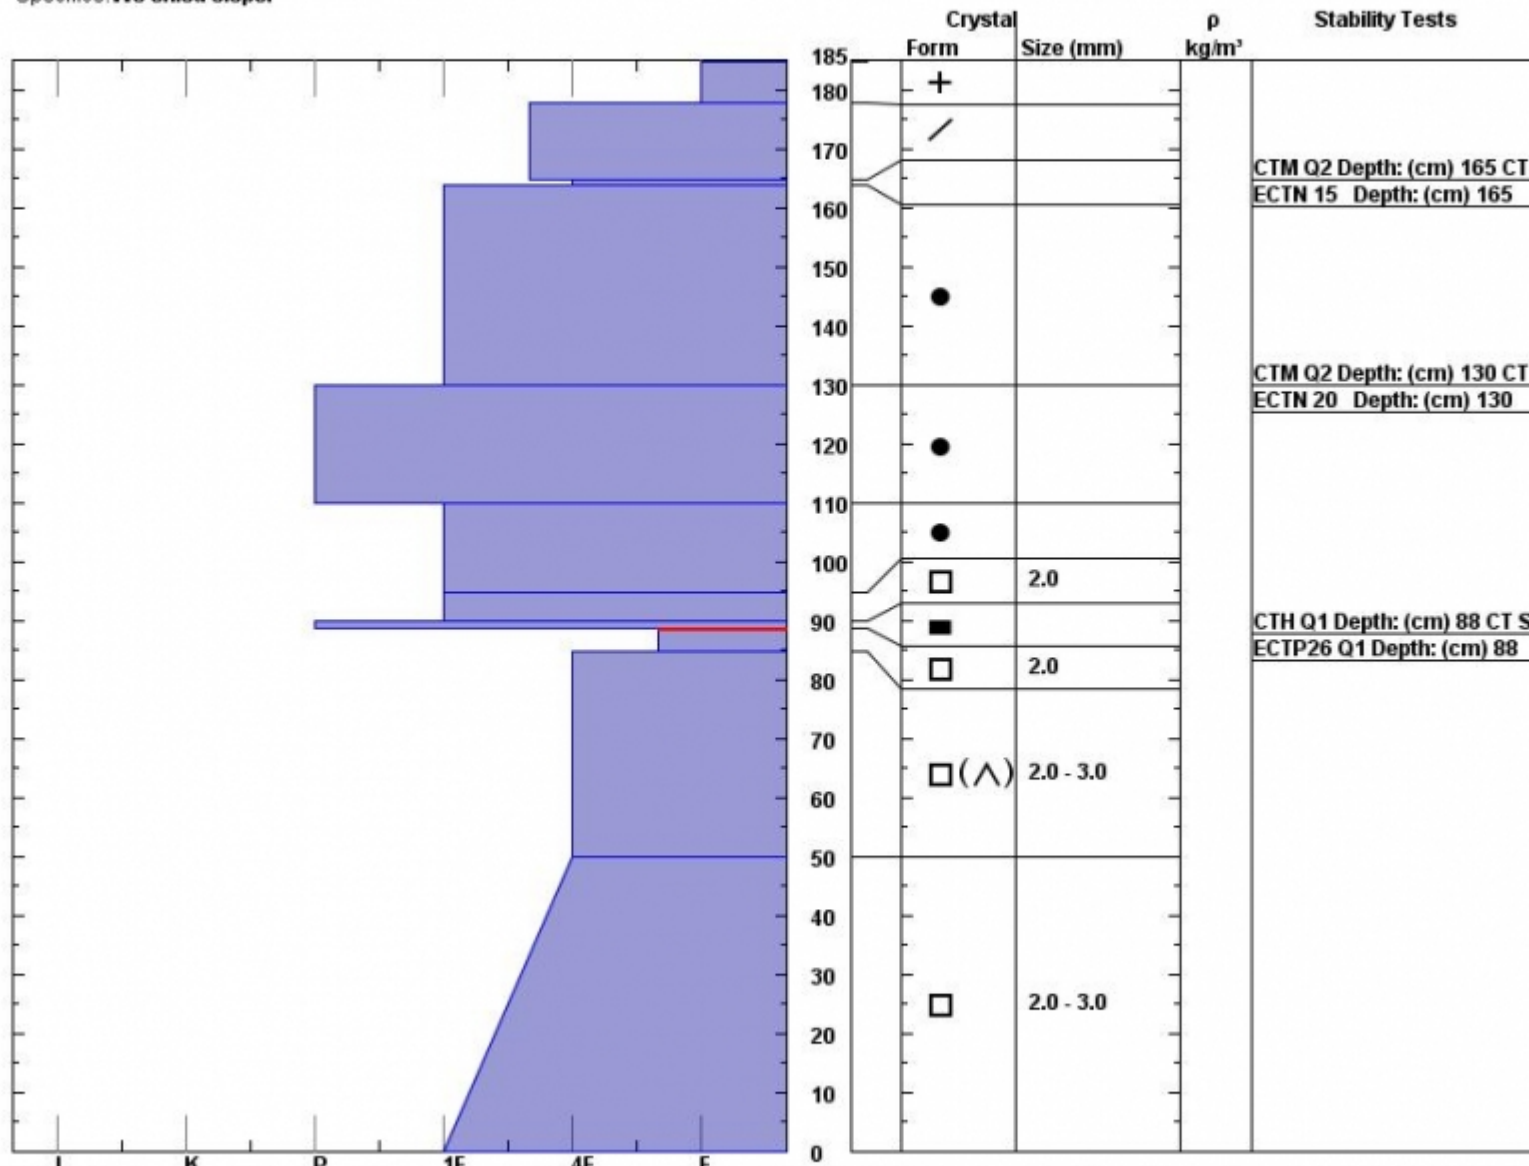 Crystal ρ Stability Tests
Form Size (mm) kg/m³
185
180
170
CTM Q2 Depth: (cm) 165 CT
ECTN 15 Depth: (cm) 165
160
150
140
CTM Q2 Depth: (cm) 130 CT
130
ECTN 20 Depth: (cm) 130
120
110
100
2.0
90 CTH Q1 Depth: (cm) 88 CT S
ECTP26 Q1 Depth: (cm) 88
2.0
80
70
2.0 - 3.0
60
50
40
30
2.0 - 3.0
20
10
0
I K P 1F 4F F